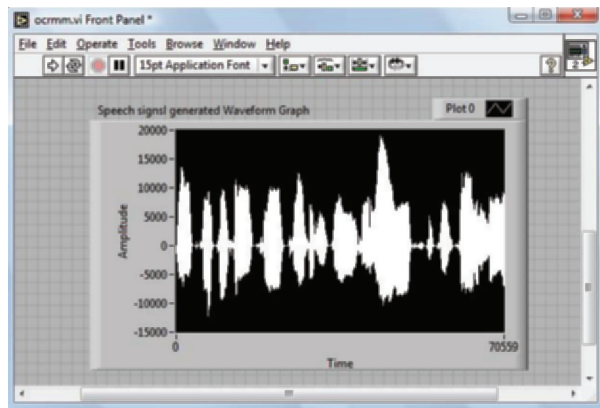 ocrmm.vi Front Panel *
File Edit Operate Tools Browse Window Help
15pt Application Font
2
Speech signsl generated Waveform Graph
Plot 0
20000
15000
10000
5000
0
-5000
-10000
-15000
Amplitude
0
70559
Time